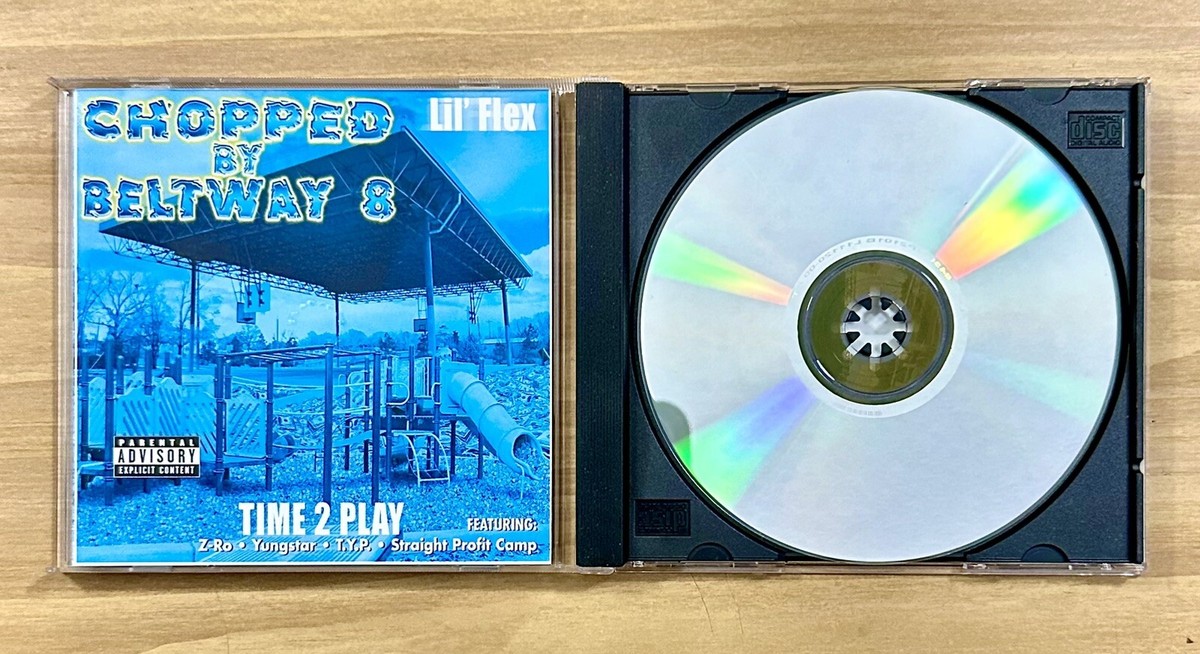 CHOPPED
BY
BELTWAY 8
Lil' Flex
PARENTAL
ADVISORY
EXPLICIT CONTENT
TIME 2 PLAY
FEATURING:
Z-Ro • Yungstar • T.Y.P. • Straight Profit Camp
COMPACT
disc
DIGITAL AUDIO